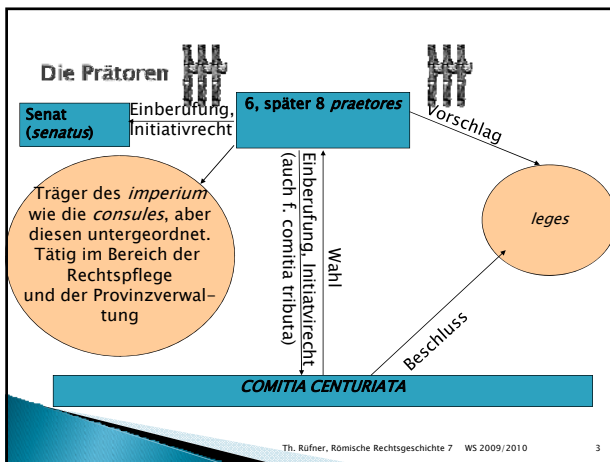 Die Prätoren
Senat
(senatus)
Einberufung,
Initiativrecht
6, später 8 praetores
Vorschlag
Träger des imperium
wie die consules, aber
diesen untergeordnet.
Tätig im Bereich der
Rechtspflege
und der Provinzverwal-
tung
Einberufung, Initiatvirecht
(auch f. comitia tributa)
Wahl
leges
Beschluss
COMITIA CENTURIATA
Th. Rüfner, Römische Rechtsgeschichte 7 WS 2009/2010 3